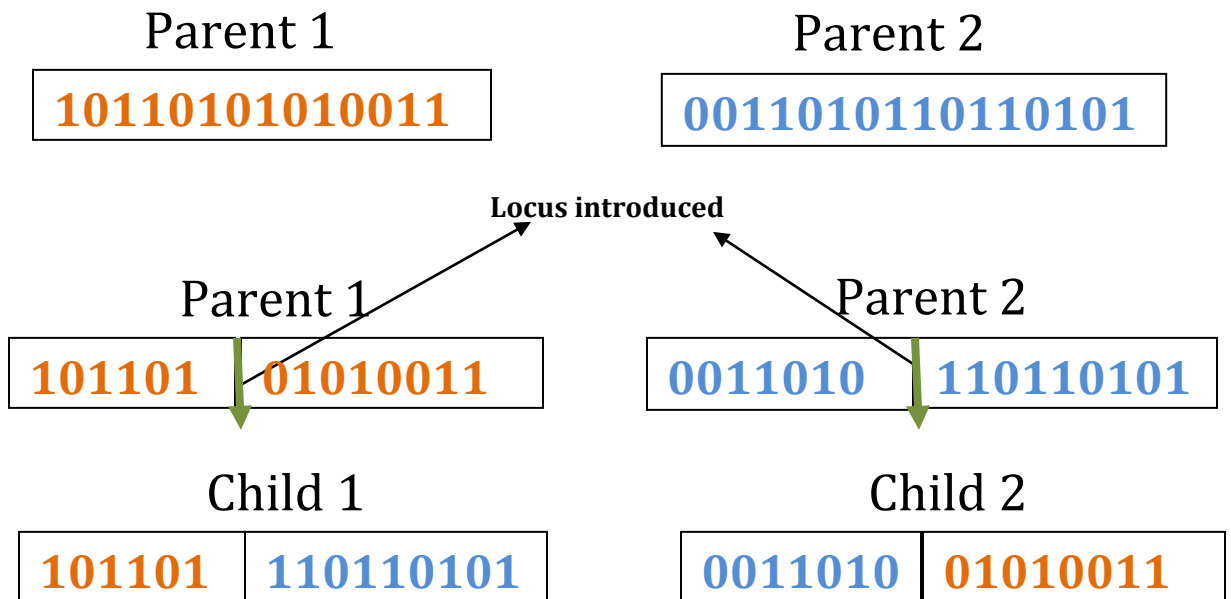 Parent 1
Parent 2
10110101010011
0011010110110101
Locus introduced
Parent 1
Parent 2
101101 01010011
0011010 110110101
Child 1
Child 2
101101 110110101
0011010 01010011